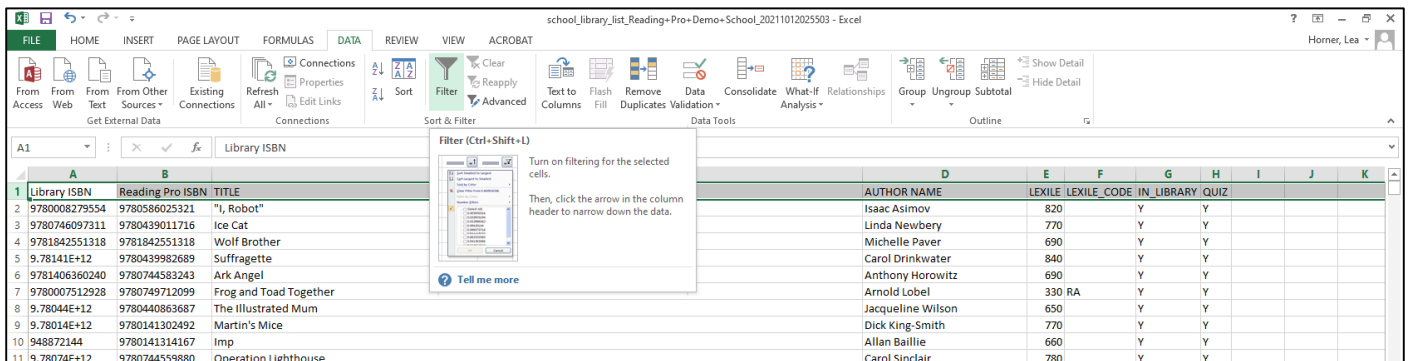 school_library_list_Reading+Pro+Demo+School_20211012025503 - Excel
FILE HOME INSERT PAGE LAYOUT FORMULAS DATA REVIEW VIEW ACROBAT Horner, Lea
From Access From Web From Text From Other Sources Existing Connections
Get External Data
Refresh All Connections Properties Edit Links
Connections
Sort Filter Clear Reapply Advanced
Sort & Filter
Text to Columns Flash Fill Remove Duplicates Data Validation Consolidate What-If Analysis Relationships
Data Tools
Group Ungroup Subtotal Show Detail Hide Detail
Outline
A1 fx Library ISBN
Filter (Ctrl+Shift+L)
Turn on filtering for the selected
cells.
Then, click the arrow in the column
header to narrow down the data.
Tell me more
A B D E F G H I J K
1 Library ISBN Reading Pro ISBN TITLE AUTHOR NAME LEXILE LEXILE_CODE IN_LIBRARY QUIZ
2 9780008279554 9780586025321 "I, Robot" Isaac Asimov 820 Y Y
3 9780746097311 9780439011716 Ice Cat Linda Newbery 770 Y Y
4 9781842551318 9781842551318 Wolf Brother Michelle Paver 690 Y Y
5 9.78141E+12 9780439982689 Suffragette Carol Drinkwater 840 Y Y
6 9781406360240 9780744583243 Ark Angel Anthony Horowitz 690 Y Y
7 9780007512928 9780749712099 Frog and Toad Together Arnold Lobel 330 RA Y Y
8 9.78044E+12 9780440863687 The Illustrated Mum Jacqueline Wilson 650 Y Y
9 9.78014E+12 9780141302492 Martin's Mice Dick King-Smith 770 Y Y
10 948872144 9780141314167 Imp Allan Baillie 660 Y Y
11 9.78074E+12 9780744559880 Operation Lighthouse Carol Sinclair 780 Y Y